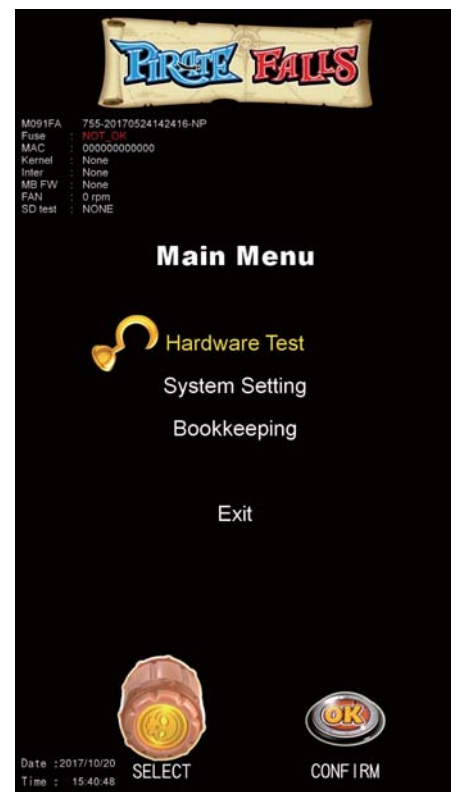 PIRATE FALLS
M091FA 755-20170524142416-NP
Fuse : NOT_OK
MAC : 000000000000
Kernel : None
Inter : None
MB FW : None
FAN : 0 rpm
SD test : NONE
Main Menu
Hardware Test
System Setting
Bookkeeping
Exit
OK
Date :2017/10/20
Time : 15:40:48
SELECT
CONFIRM